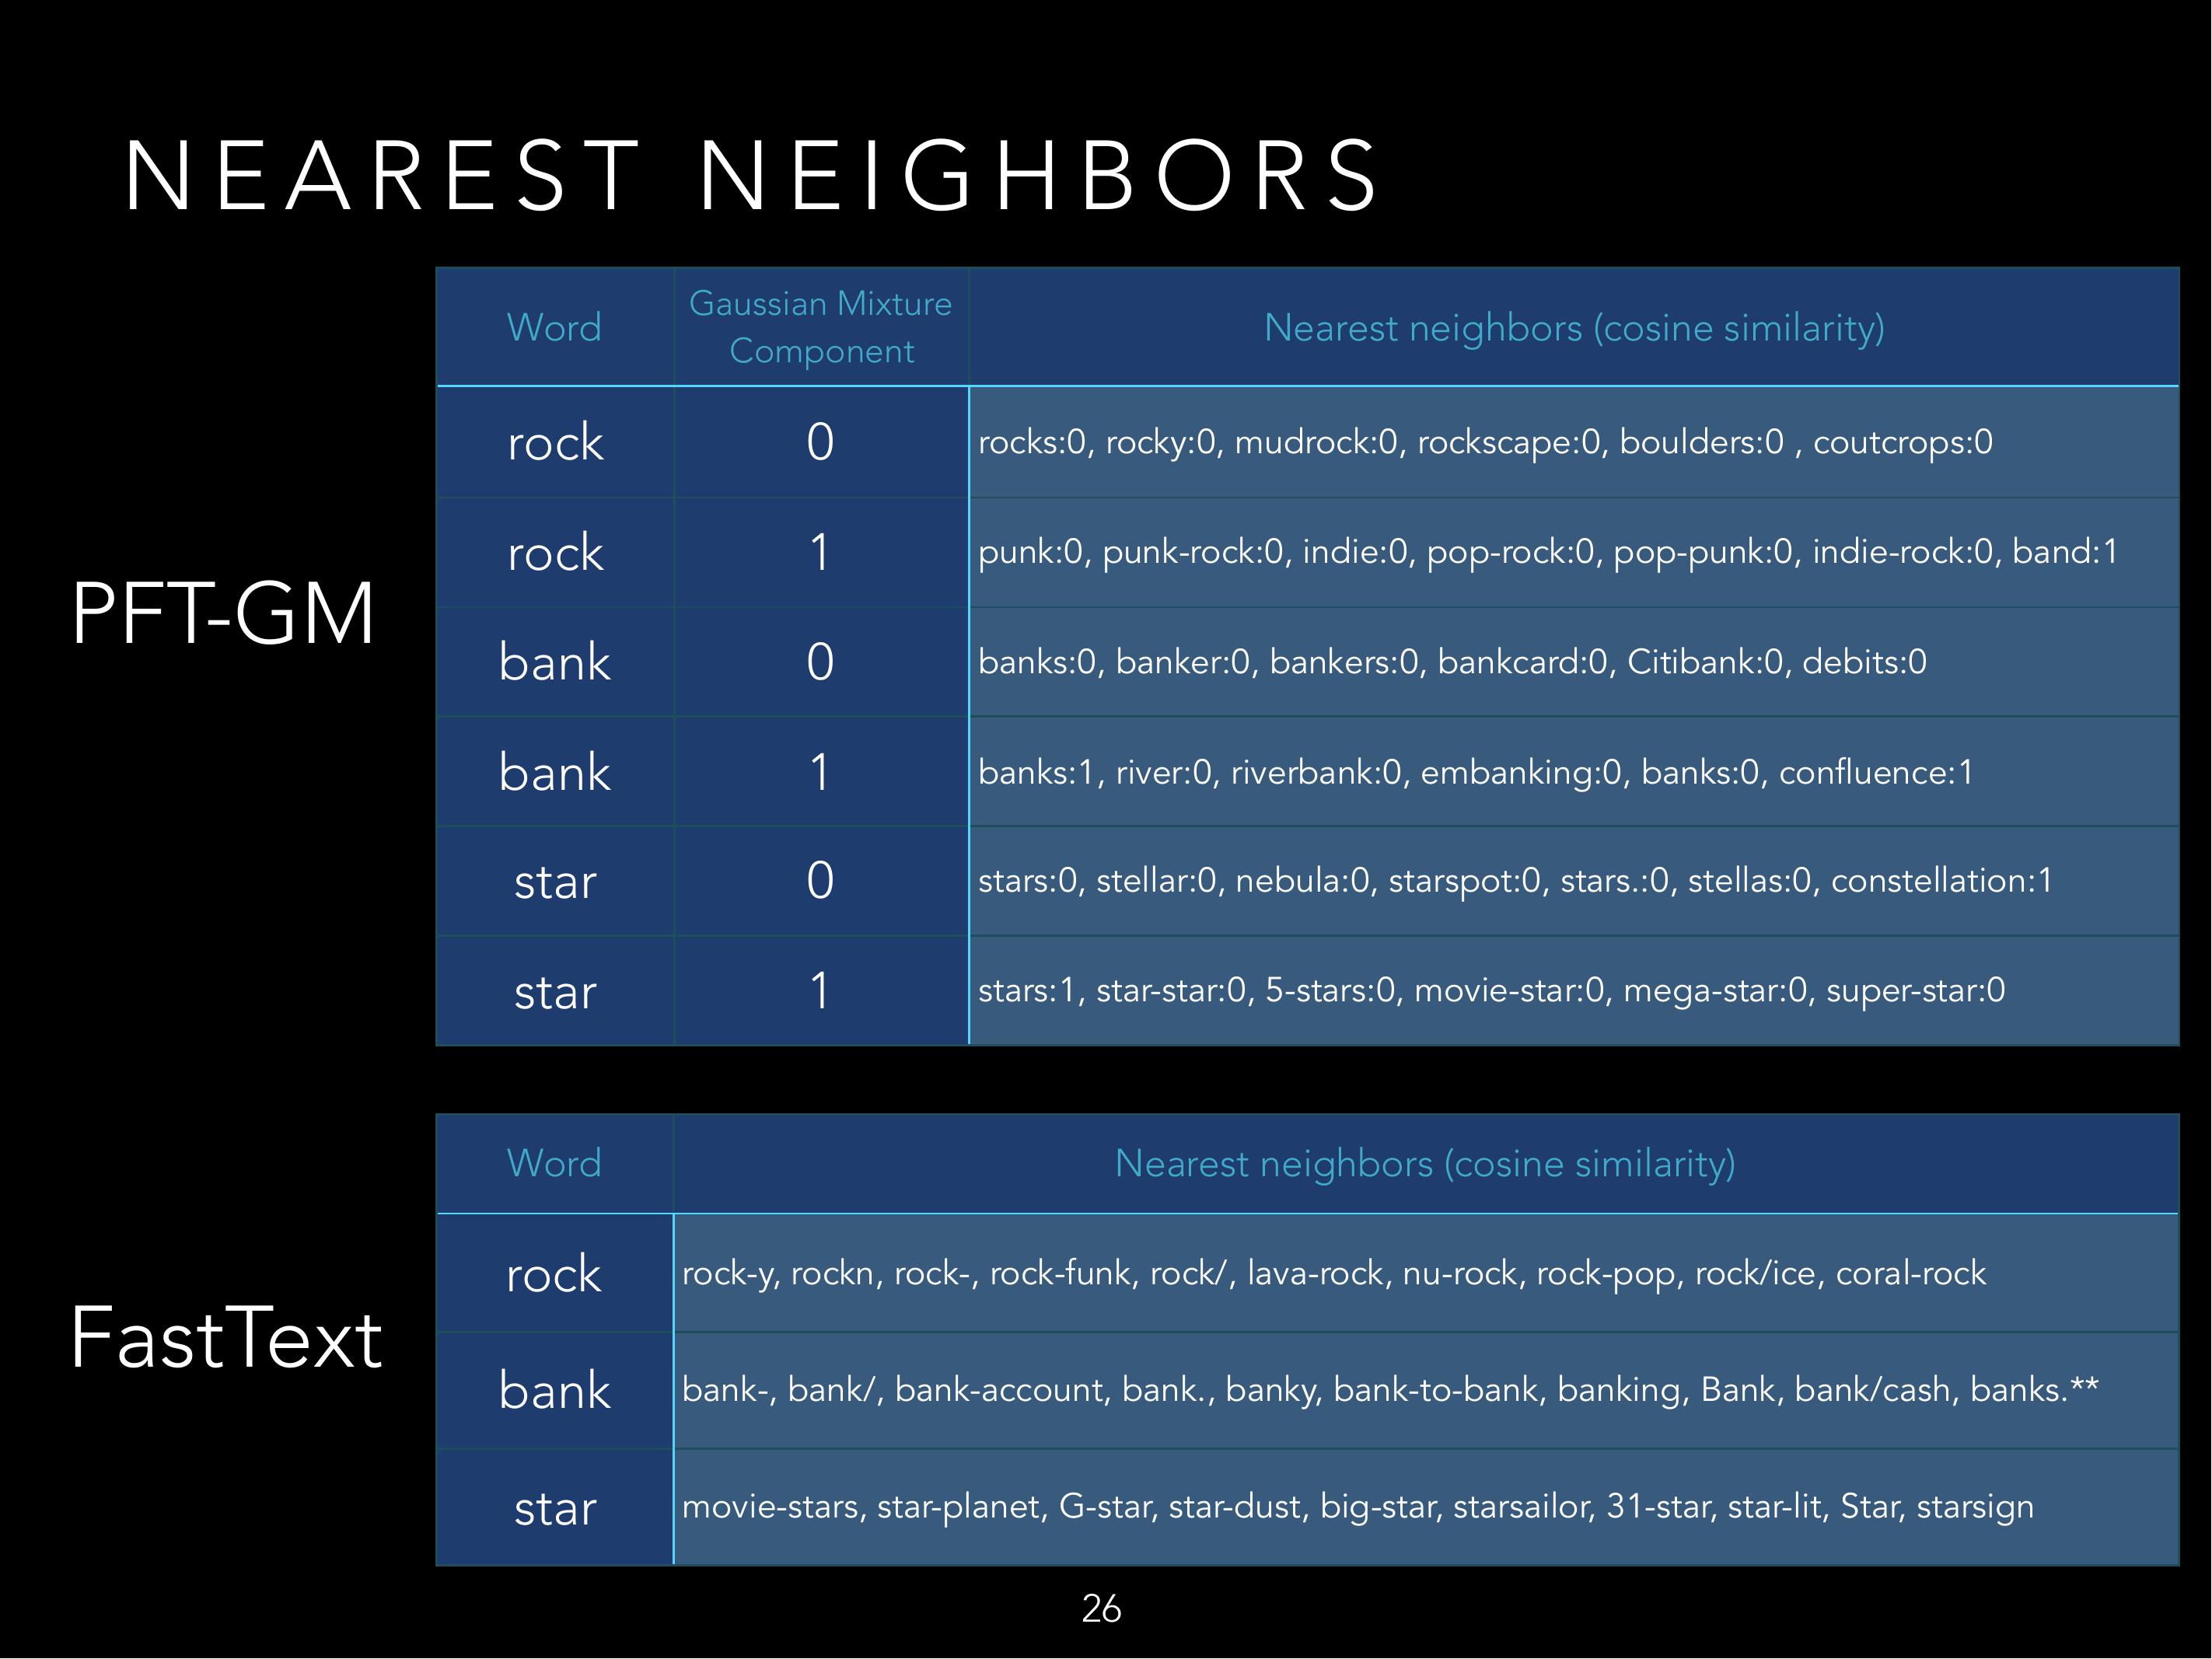 NEAREST NEIGHBORS
PFT-GM
Word
Gaussian Mixture
Component
Nearest neighbors (cosine similarity)
rock 0 rocks:0, rocky:0, mudrock:0, rockscape:0, boulders:0 , coutcrops:0
rock 1 punk:0, punk-rock:0, indie:0, pop-rock:0, pop-punk:0, indie-rock:0, band:1
bank 0 banks:0, banker:0, bankers:0, bankcard:0, Citibank:0, debits:0
bank 1 banks:1, river:0, riverbank:0, embanking:0, banks:0, confluence:1
star 0 stars:0, stellar:0, nebula:0, starspot:0, stars.:0, stellas:0, constellation:1
star 1 stars:1, star-star:0, 5-stars:0, movie-star:0, mega-star:0, super-star:0
FastText
Word Nearest neighbors (cosine similarity)
rock rock-y, rockn, rock-, rock-funk, rock/, lava-rock, nu-rock, rock-pop, rock/ice, coral-rock
bank bank-, bank/, bank-account, bank., banky, bank-to-bank, banking, Bank, bank/cash, banks.**
star movie-stars, star-planet, G-star, star-dust, big-star, starsailor, 31-star, star-lit, Star, starsign
26